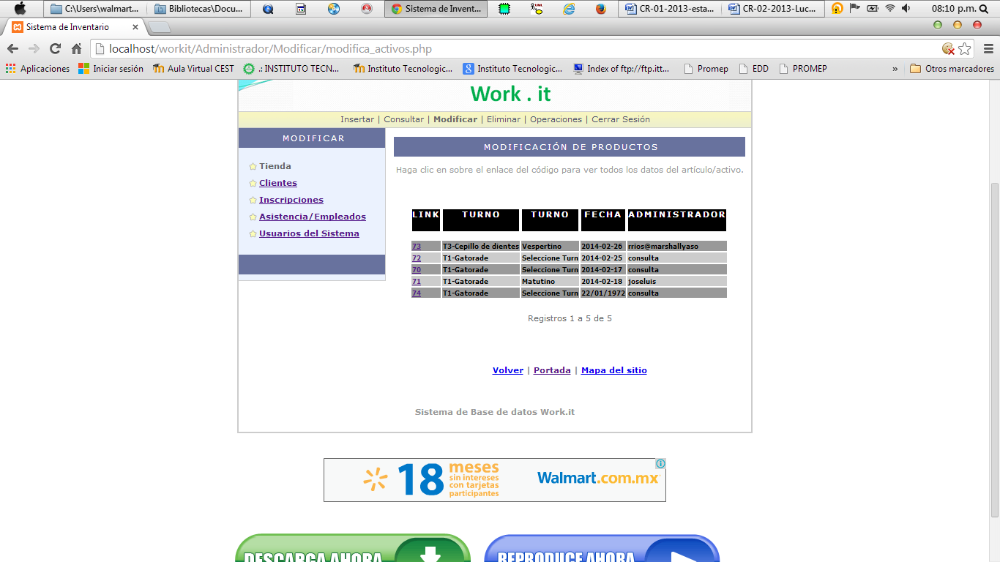 C:\Users\walmart...
Bibliotecas\Docu...
Sistema de Invent...
CR-01-2013-esta...
CR-02-2013-Luc...
08:10 p.m.
Sistema de Inventario
localhost/workit/Administrador/Modificar/modifica_activos.php
Aplicaciones
Iniciar sesión
Aula Virtual CEST
.: INSTITUTO TECN...
Instituto Tecnologic...
Instituto Tecnologic...
Index of ftp://ftp.itt...
Promep
EDD
PROMEP
»
Otros marcadores
Work . it
Insertar | Consultar | Modificar | Eliminar | Operaciones | Cerrar Sesión
MODIFICAR
Tienda
Clientes
Inscripciones
Asistencia/Empleados
Usuarios del Sistema
MODIFICACIÓN DE PRODUCTOS
Haga clic en sobre el enlace del código para ver todos los datos del artículo/activo.
LINK TURNO TURNO FECHA ADMINISTRADOR
73 T3-Cepillo de dientes Vespertino 2014-02-26 rrios@marshallyaso
72 T1-Gatorade Seleccione Turn 2014-02-25 consulta
70 T1-Gatorade Seleccione Turn 2014-02-17 consulta
71 T1-Gatorade Matutino 2014-02-18 joseluis
74 T1-Gatorade Seleccione Turn 22/01/1972 consulta
Registros 1 a 5 de 5
Volver | Portada | Mapa del sitio
Sistema de Base de datos Work.it
18 meses
sin intereses
con tarjetas
participantes
Walmart.com.mx
DESCARGA AHORA
REPRODUCE AHORA